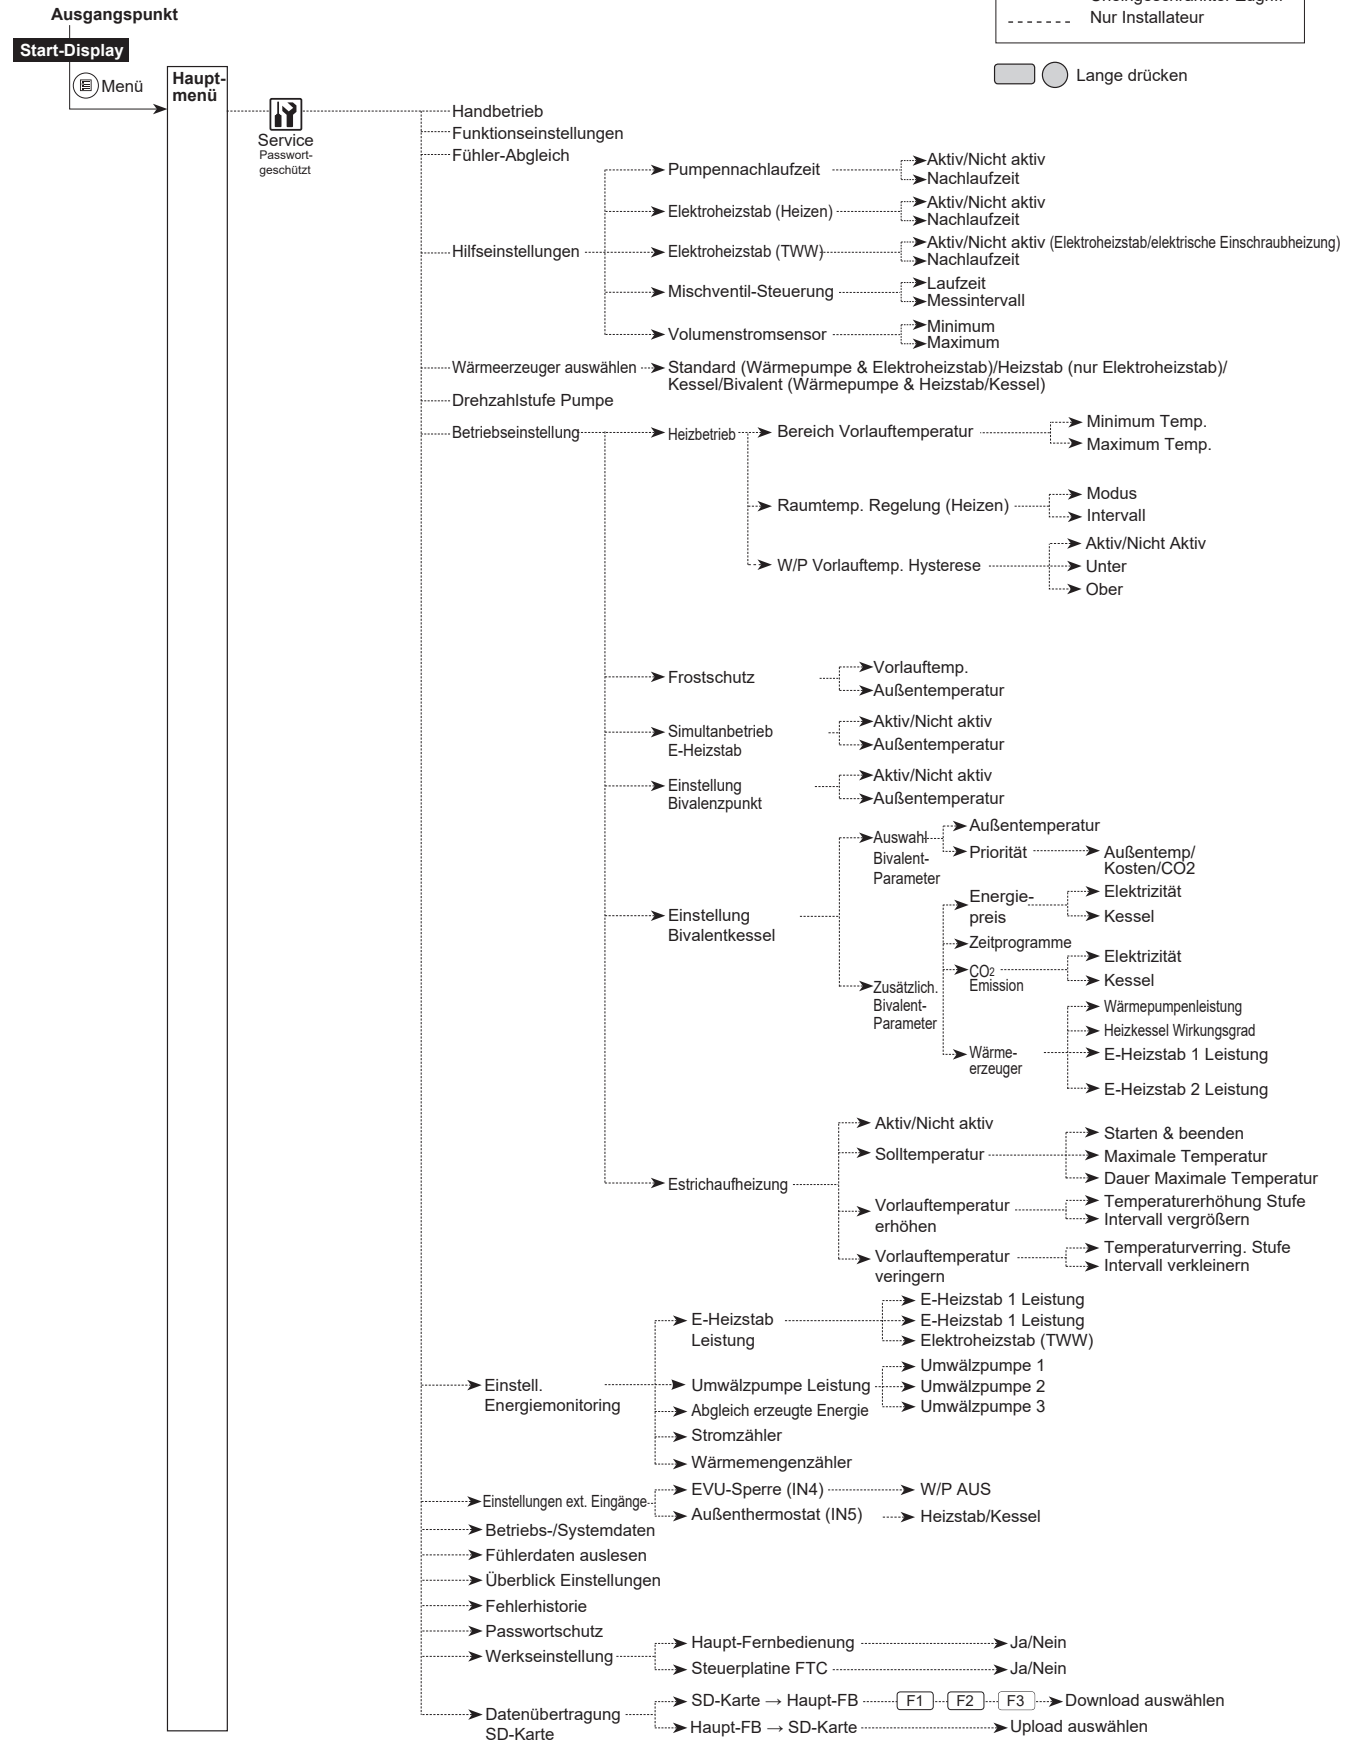 Ausgangspunkt
Nur Installateur
Start-Display
Lange drücken
Menü
Haupt-
menü
Service
Passwort-
geschützt
Handbetrieb
Funktionseinstellungen
Fühler-Abgleich
Hilfseinstellungen
Pumpennachlaufzeit
Aktiv/Nicht aktiv
Nachlaufzeit
Elektroheizstab (Heizen)
Aktiv/Nicht aktiv
Nachlaufzeit
Elektroheizstab (TWW)
Aktiv/Nicht aktiv (Elektroheizstab/elektrische Einschraubheizung)
Nachlaufzeit
Mischventil-Steuerung
Laufzeit
Messintervall
Volumenstromsensor
Minimum
Maximum
Wärmeerzeuger auswählen
Standard (Wärmepumpe & Elektroheizstab)/Heizstab (nur Elektroheizstab)/
Kessel/Bivalent (Wärmepumpe & Heizstab/Kessel)
Drehzahlstufe Pumpe
Betriebseinstellung
Heizbetrieb
Bereich Vorlauftemperatur
Minimum Temp.
Maximum Temp.
Raumtemp. Regelung (Heizen)
Modus
Intervall
W/P Vorlauftemp. Hysterese
Aktiv/Nicht Aktiv
Unter
Ober
Frostschutz
Vorlauftemp.
Außentemperatur
Simultanbetrieb
E-Heizstab
Aktiv/Nicht aktiv
Außentemperatur
Einstellung
Bivalenzpunkt
Aktiv/Nicht aktiv
Außentemperatur
Einstellung
Bivalentkessel
Auswahl
Bivalent-
Parameter
Außentemperatur
Priorität
Außentemp/
Kosten/CO2
Zusätzlich.
Bivalent-
Parameter
Energie-
preis
Elektrizität
Kessel
Zeitprogramme
CO2
Emission
Elektrizität
Kessel
Wärme-
erzeuger
Wärmepumpenleistung
Heizkessel Wirkungsgrad
E-Heizstab 1 Leistung
E-Heizstab 2 Leistung
Estrichaufheizung
Aktiv/Nicht aktiv
Solltemperatur
Starten & beenden
Maximale Temperatur
Dauer Maximale Temperatur
Vorlauftemperatur
erhöhen
Temperaturerhöhung Stufe
Intervall vergrößern
Vorlauftemperatur
veringern
Temperaturverring. Stufe
Intervall verkleinern
Einstell.
Energiemonitoring
E-Heizstab
Leistung
E-Heizstab 1 Leistung
E-Heizstab 1 Leistung
Elektroheizstab (TWW)
Umwälzpumpe Leistung
Umwälzpumpe 1
Umwälzpumpe 2
Umwälzpumpe 3
Abgleich erzeugte Energie
Stromzähler
Wärmemengenzähler
Einstellungen ext. Eingänge
EVU-Sperre (IN4)
W/P AUS
Außenthermostat (IN5)
Heizstab/Kessel
Betriebs-/Systemdaten
Fühlerdaten auslesen
Überblick Einstellungen
Fehlerhistorie
Passwortschutz
Werkseinstellung
Haupt-Fernbedienung
Ja/Nein
Steuerplatine FTC
Ja/Nein
Datenübertragung
SD-Karte
SD-Karte → Haupt-FB
F1
F2
F3
Download auswählen
Haupt-FB → SD-Karte
Upload auswählen